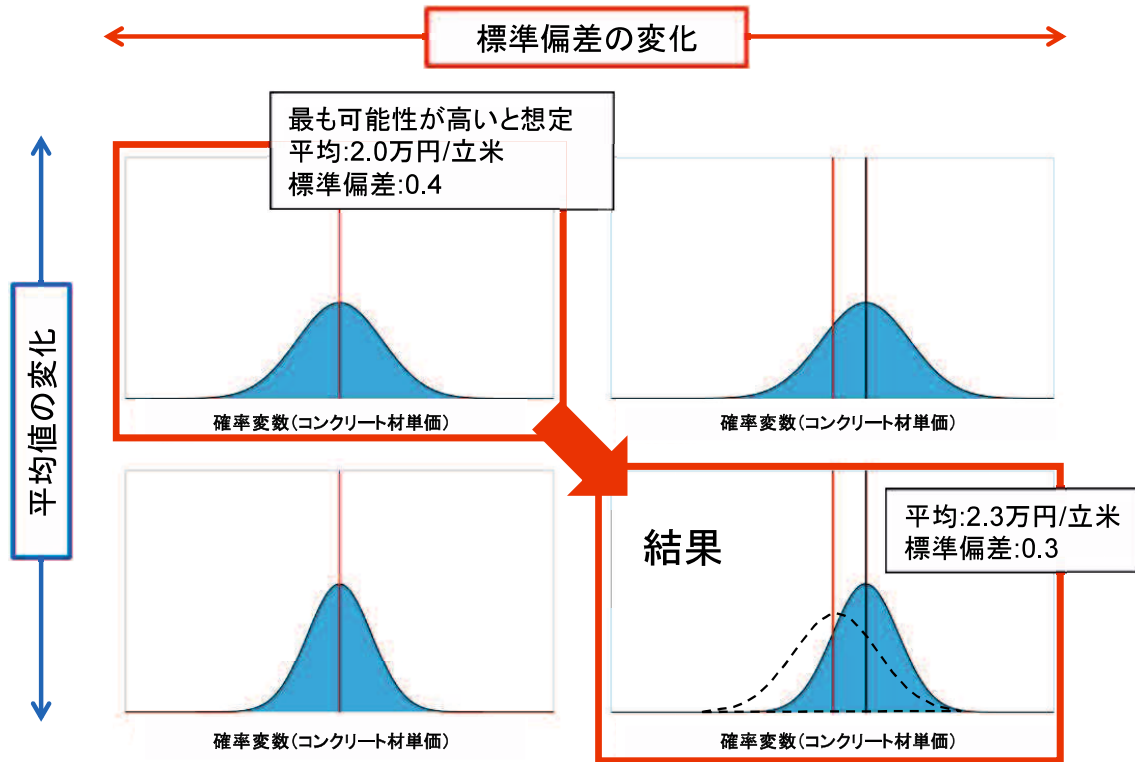 標準偏差の変化
最も可能性が高いと想定
平均:2.0万円/立米
標準偏差:0.4
平均値の変化
確率変数(コンクリート材単価)
確率変数(コンクリート材単価)
結果
平均:2.3万円/立米
標準偏差:0.3
確率変数(コンクリート材単価)
確率変数(コンクリート材単価)